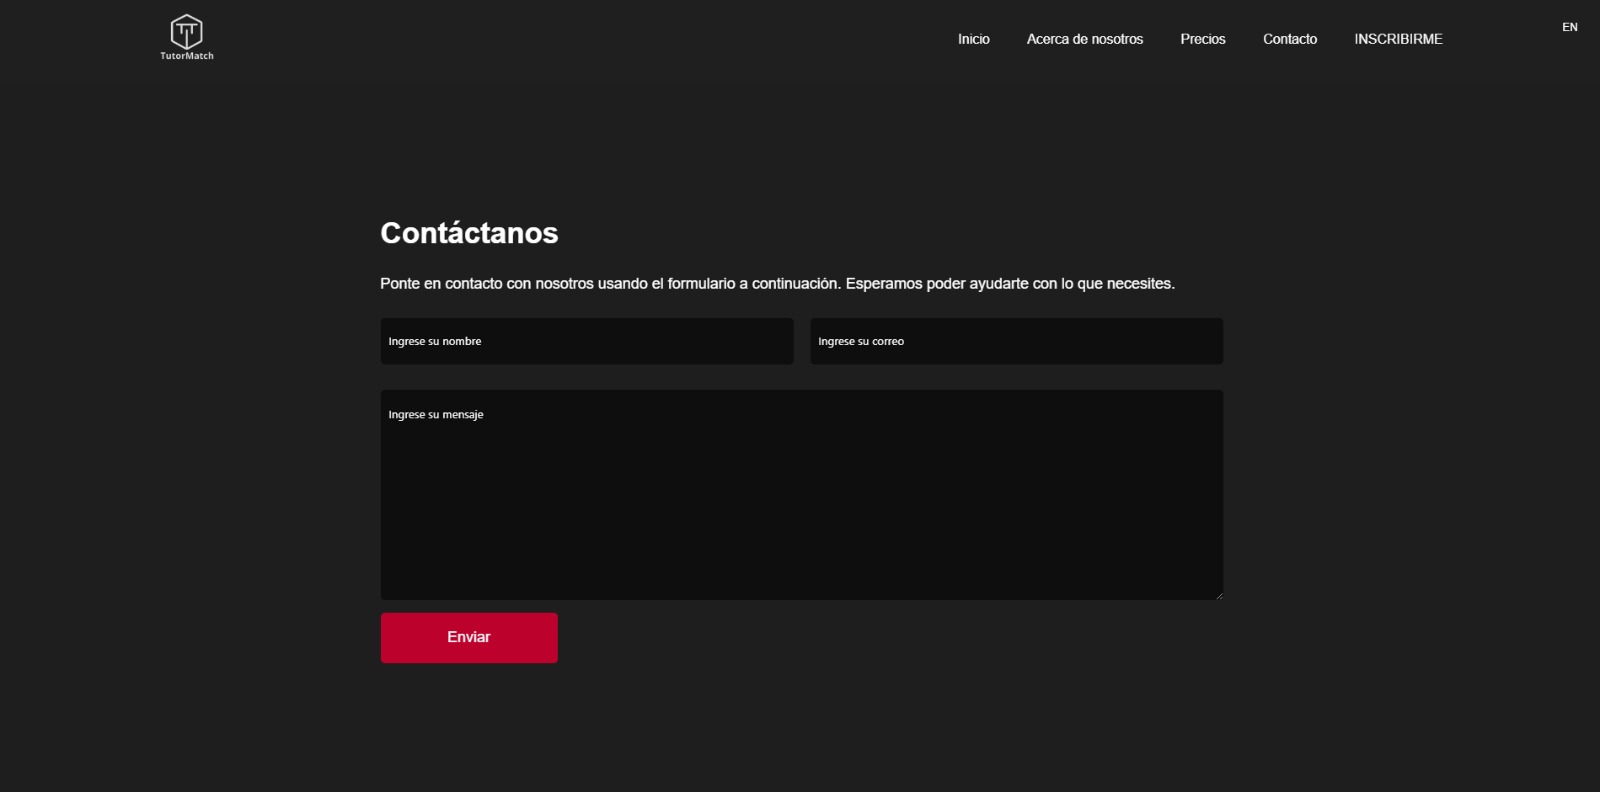 TutorMatch
Inicio Acerca de nosotros Precios Contacto INSCRIBIRME EN
Contáctanos
Ponte en contacto con nosotros usando el formulario a continuación. Esperamos poder ayudarte con lo que necesites.
Ingrese su nombre Ingrese su correo
Ingrese su mensaje
Enviar